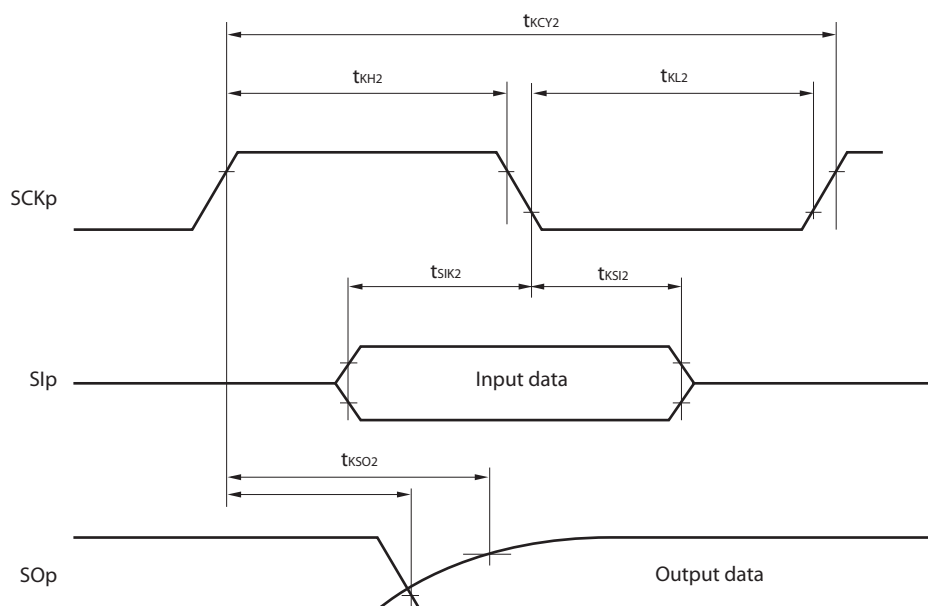 tKCY2
tKH2
tKL2
SCKp
tSIK2
tKSI2
SIp
Input data
tKSO2
SOp
Output data